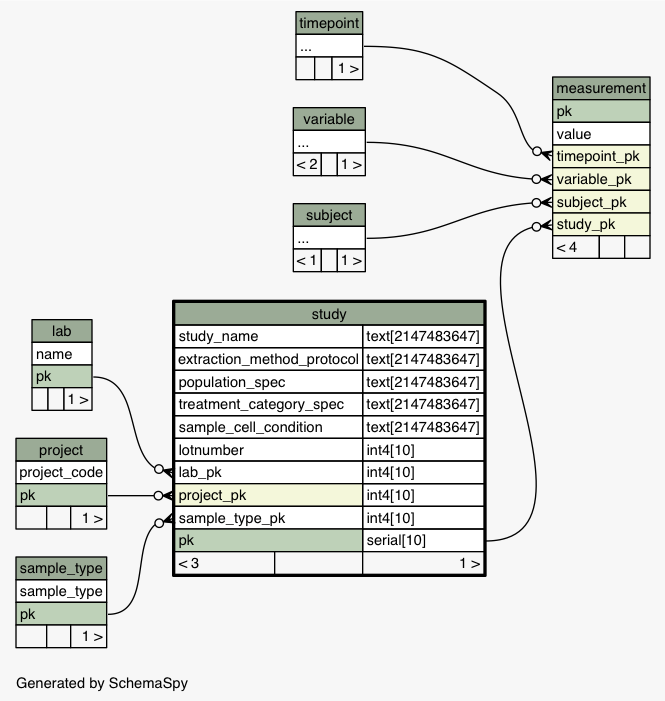 timepoint
...
1 >
variable
...
< 2 1 >
subject
...
< 1 1 >
measurement
pk
value
timepoint_pk
variable_pk
subject_pk
study_pk
< 4
lab
name
pk
1 >
project
project_code
pk
1 >
sample_type
sample_type
pk
1 >
study
study_name text[2147483647]
extraction_method_protocol text[2147483647]
population_spec text[2147483647]
treatment_category_spec text[2147483647]
sample_cell_condition text[2147483647]
lotnumber int4[10]
lab_pk int4[10]
project_pk int4[10]
sample_type_pk int4[10]
pk serial[10]
< 3 1 >
Generated by SchemaSpy